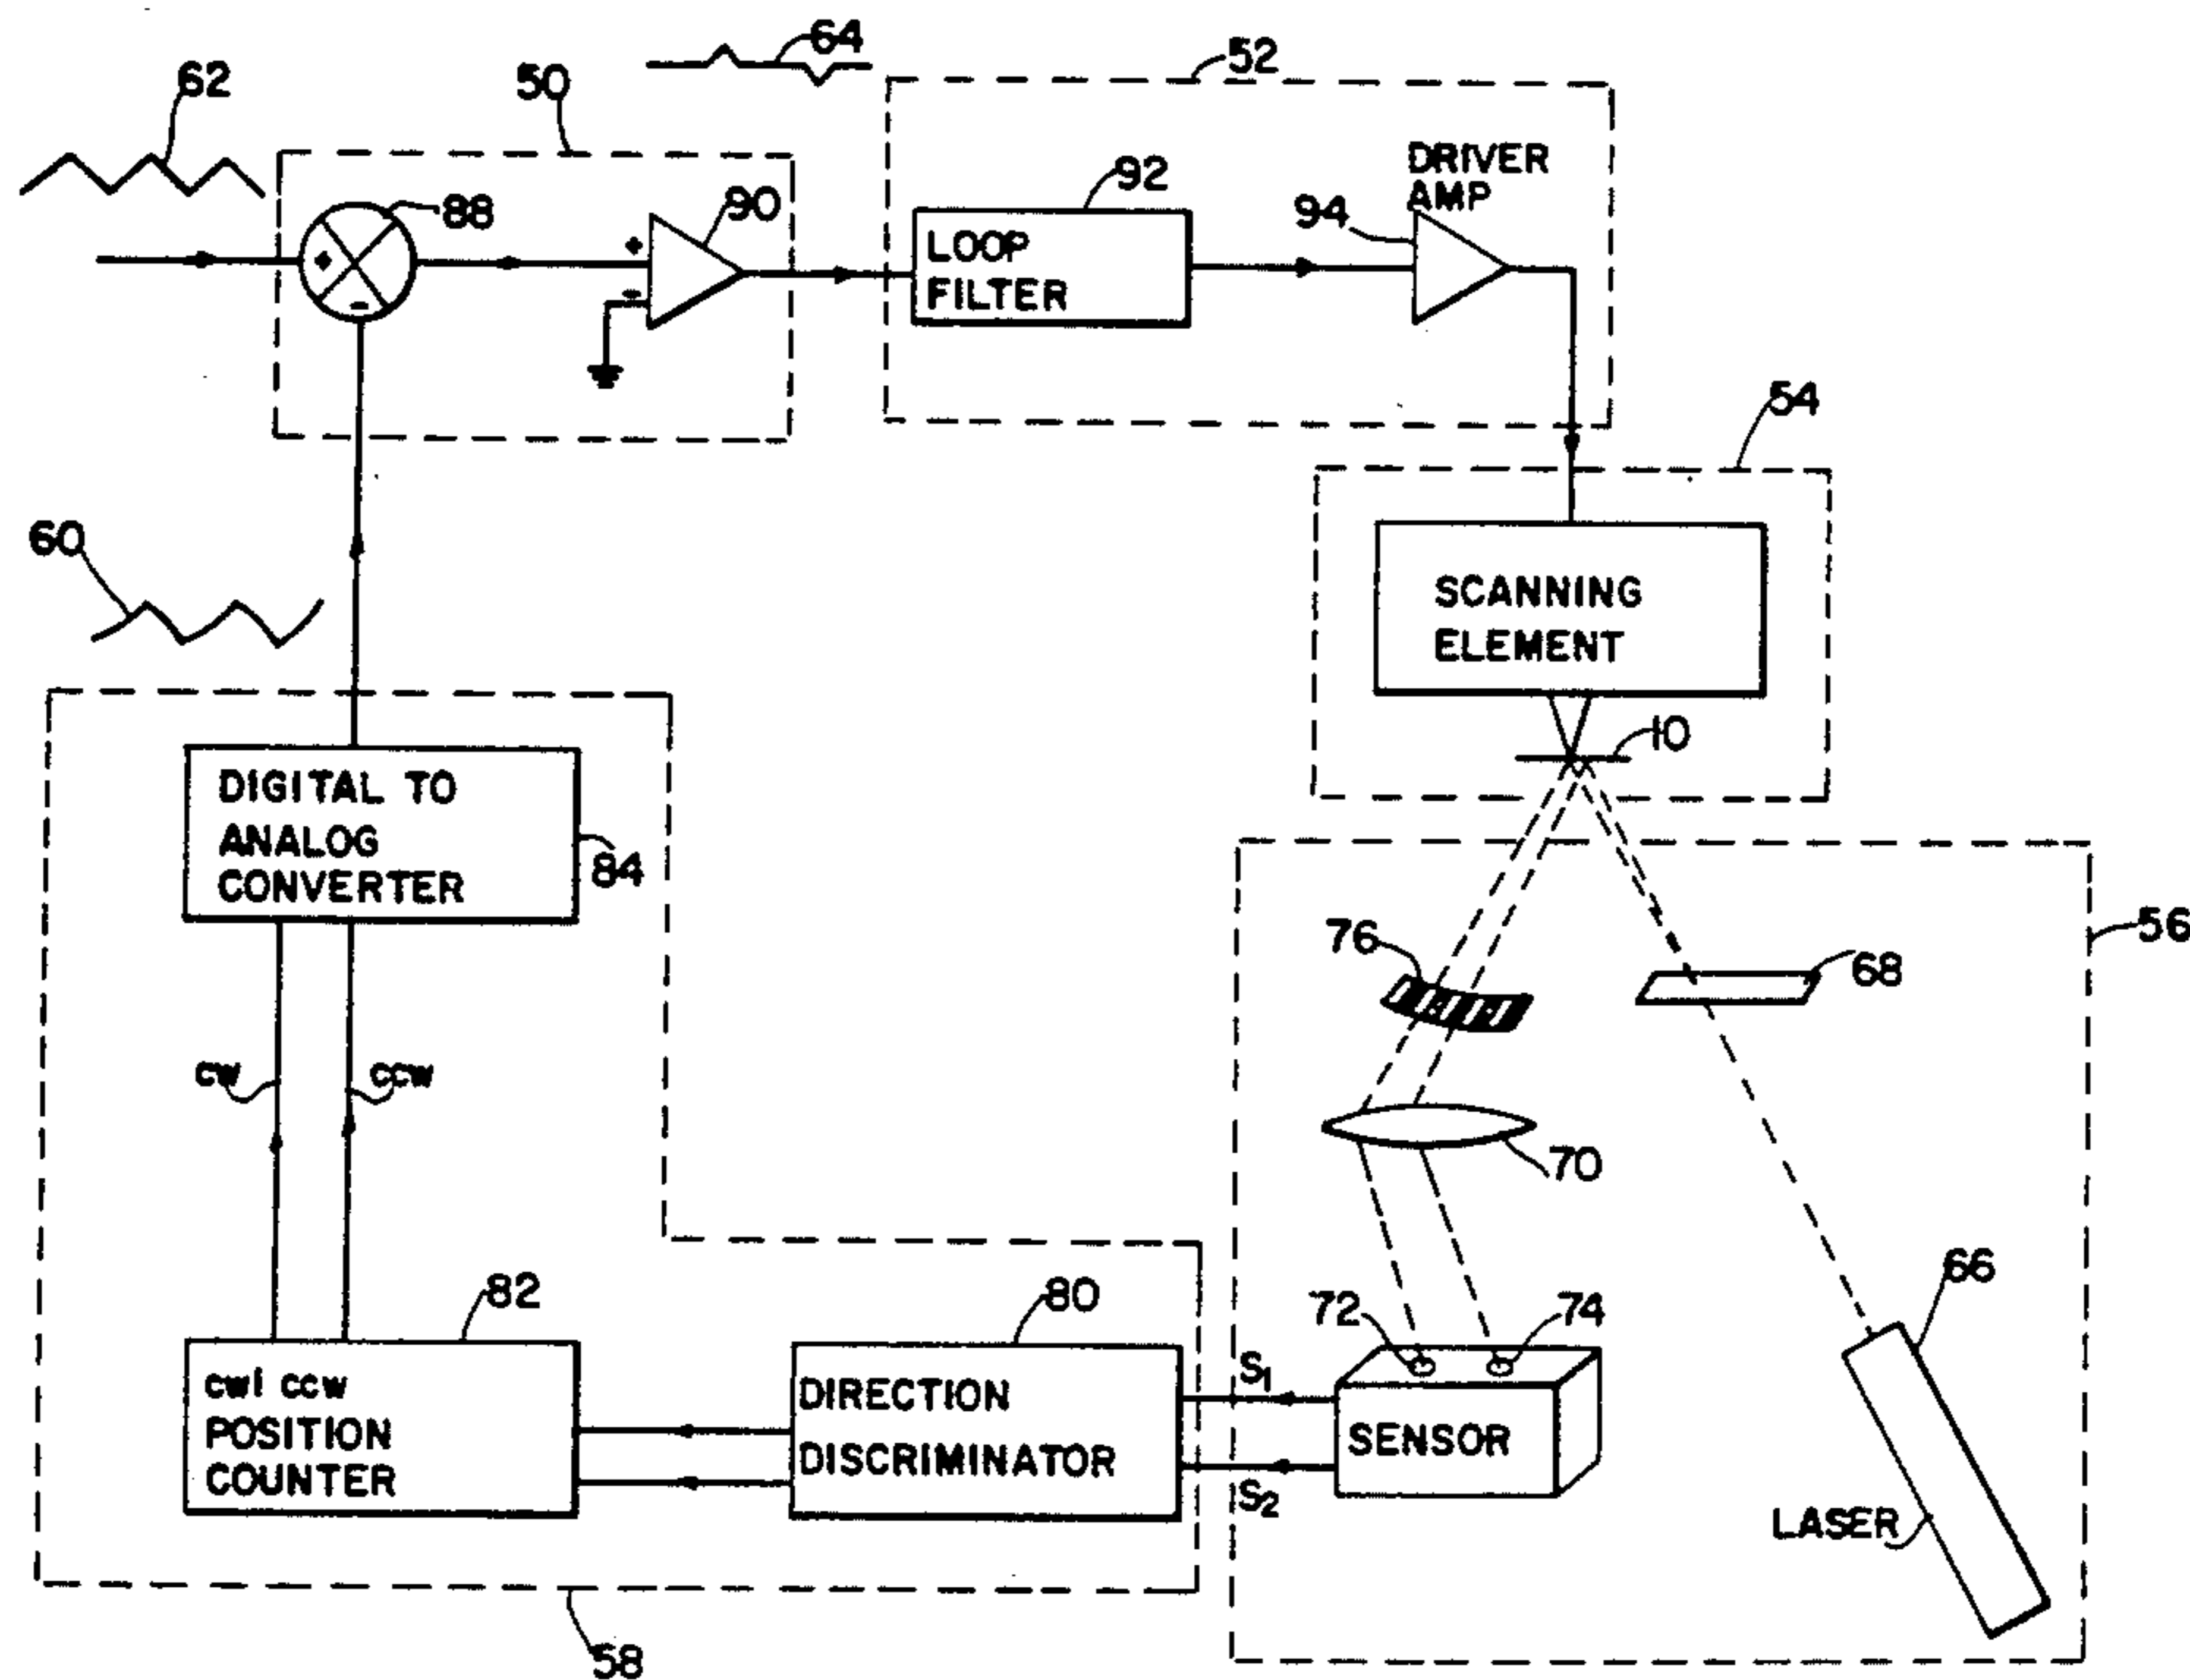 64
52
62
50
DRIVER
AMP
92
90
88
94
+
+
-
-
LOOP
FILTER
54
60
SCANNING
ELEMENT
10
DIGITAL TO
ANALOG
CONVERTER
84
56
76
68
cw
ccw
70
66
82
80
72
74
S1
cw| ccw
POSITION
COUNTER
DIRECTION
DISCRIMINATOR
SENSOR
S2
LASER
58